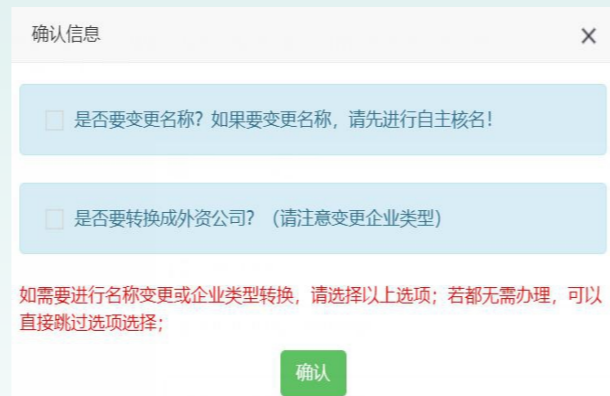 确认信息
是否要变更名称？如果要变更名称，请先进行自主核名！
是否要转换成外资公司？（请注意变更企业类型）
如需要进行名称变更或企业类型转换，请选择以上选项；若都无需办理，可以
直接跳过选项选择；
确认